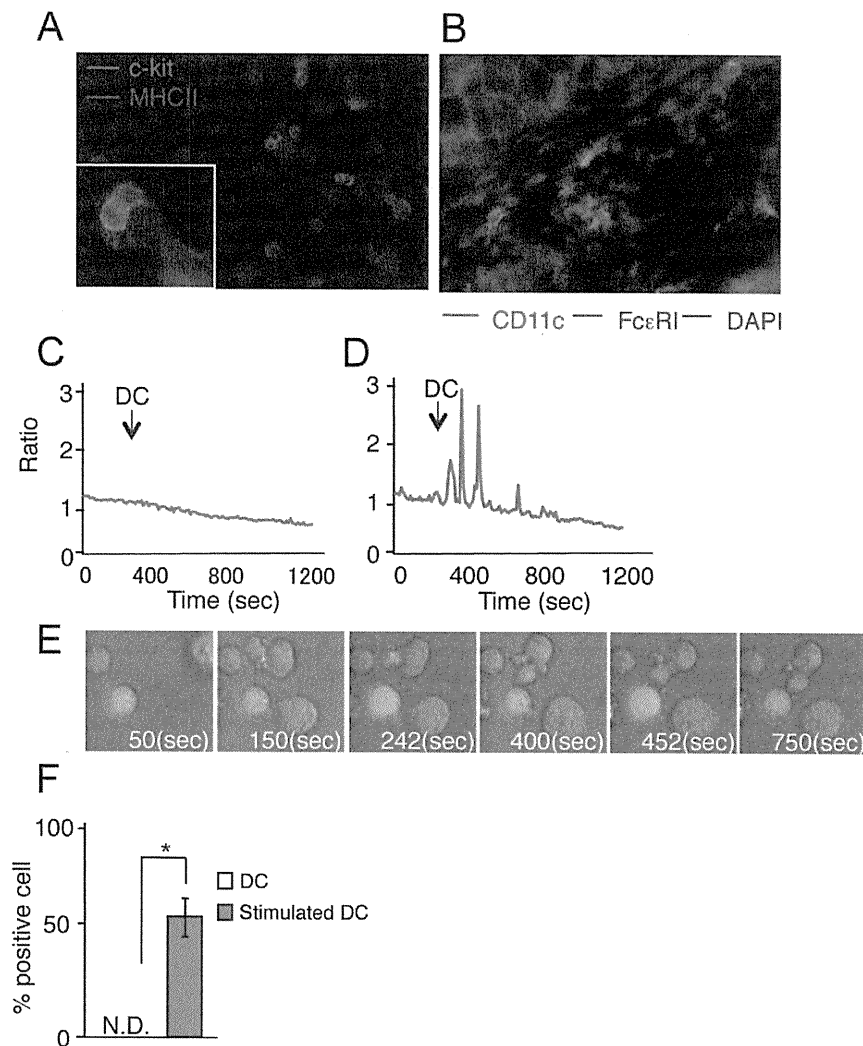 A
c-kit
MHCII
B
CD11c FcεRI DAPI
C
3
2
1
0
Ratio
DC
0 400 800 1200
Time (sec)
D
3
2
1
0
DC
0 400 800 1200
Time (sec)
E
50(sec) 150(sec) 242(sec) 400(sec) 452(sec) 750(sec)
F
100
50
0
% positive cell
*
N.D.
DC
Stimulated DC